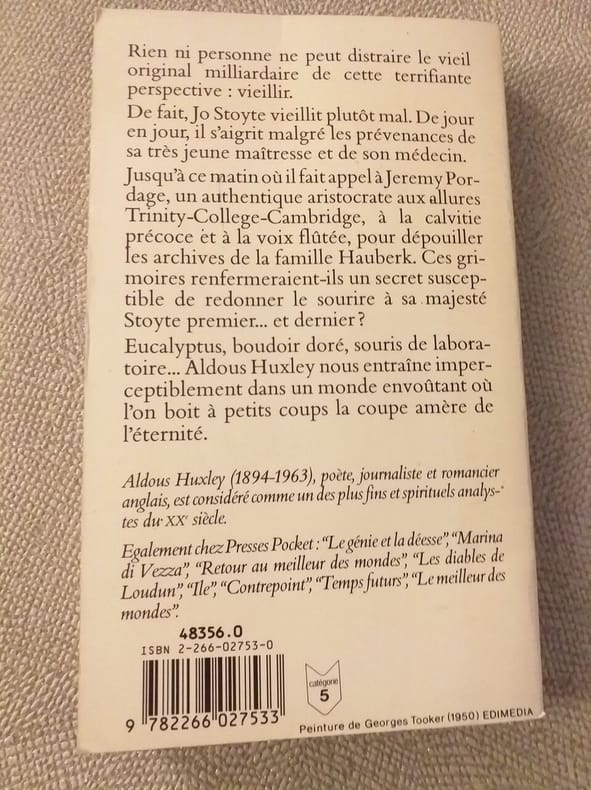 Rien ni personne ne peut distraire le vieil
original milliardaire de cette terrifiante
perspective : vieillir.
De fait, Jo Stoyte vieillit plutôt mal. De jour
en jour, il s'aigrit malgré les prévenances de
sa très jeune maîtresse et de son médecin.
Jusqu'à ce matin où il fait appel à Jeremy Por-
dage, un authentique aristocrate aux allures
Trinity-College-Cambridge, à la calvitie
précoce et à la voix flûtée, pour dépouiller
les archives de la famille Hauberk. Ces gri-
moires renfermeraient-ils un secret suscep-
tible de redonner le sourire à sa majesté
Stoyte premier... et dernier ?
Eucalyptus, boudoir doré, souris de labora-
toire... Aldous Huxley nous entraîne imper-
ceptiblement dans un monde envoûtant où
l'on boit à petits coups la coupe amère de
l'éternité.
Aldous Huxley (1894-1963), poète, journaliste et romancier
anglais, est considéré comme un des plus fins et spirituels analys-
tes du XXe siècle.
Egalement chez Presses Pocket : "Le génie et la déesse", "Marina
di Vezza", "Retour au meilleur des mondes", "Les diables de
Loudun", "Ile", "Contrepoint", "Temps futurs", "Le meilleur des
mondes".
48356.0
ISBN 2-266-02753-0
9 782266 027533
catégorie
5
Peinture de Georges Tooker (1950) EDIMEDIA